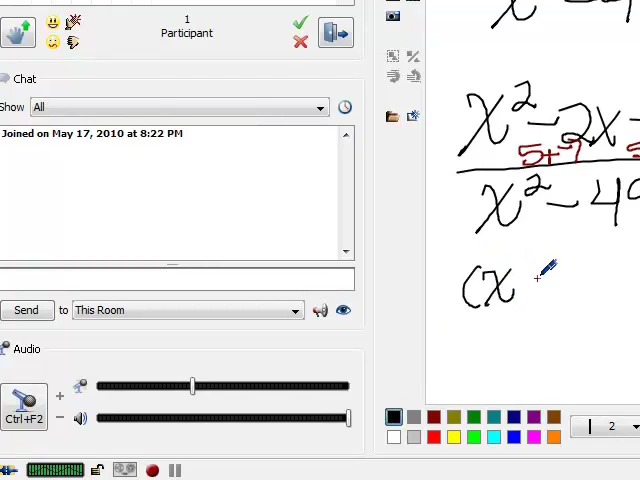 1
Participant
x - 4
Chat
Show All
Joined on May 17, 2010 at 8:22 PM
x² - 2x -
5 + 7
x² - 49
(x
Send to This Room
Audio
Ctrl+F2
2